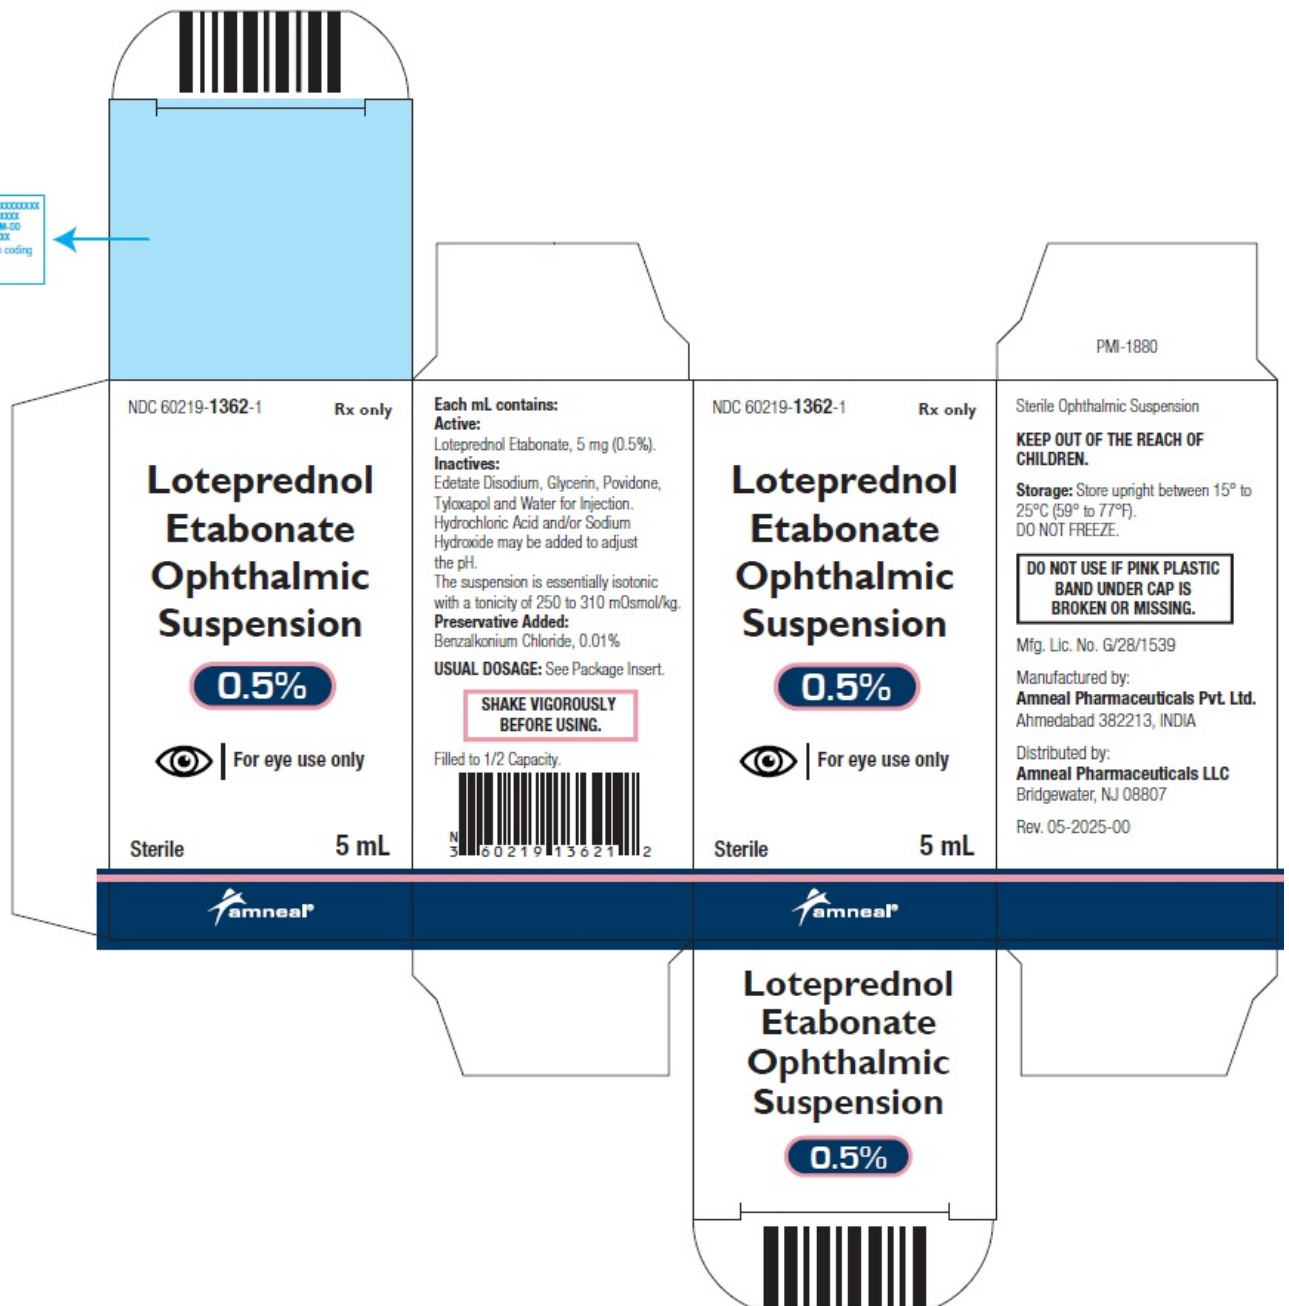 XXXXXXXX
XXXX
M-DD
XX
coding
PMI-1880
NDC 60219-1362-1
Rx only
Loteprednol
Etabonate
Ophthalmic
Suspension
0.5%
For eye use only
Sterile
5 mL
amneal®
Each mL contains:
Active:
Loteprednol Etabonate, 5 mg (0.5%).
Inactives:
Edetate Disodium, Glycerin, Povidone,
Tyloxapol and Water for Injection.
Hydrochloric Acid and/or Sodium
Hydroxide may be added to adjust
the pH.
The suspension is essentially isotonic
with a tonicity of 250 to 310 mOsmol/kg.
Preservative Added:
Benzalkonium Chloride, 0.01%
USUAL DOSAGE: See Package Insert.
SHAKE VIGOROUSLY
BEFORE USING.
Filled to 1/2 Capacity.
N
3 60219 13621 2
NDC 60219-1362-1
Rx only
Loteprednol
Etabonate
Ophthalmic
Suspension
0.5%
For eye use only
Sterile
5 mL
amneal®
Sterile Ophthalmic Suspension
KEEP OUT OF THE REACH OF
CHILDREN.
Storage: Store upright between 15° to
25°C (59° to 77°F).
DO NOT FREEZE.
DO NOT USE IF PINK PLASTIC
BAND UNDER CAP IS
BROKEN OR MISSING.
Mfg. Lic. No. G/28/1539
Manufactured by:
Amneal Pharmaceuticals Pvt. Ltd.
Ahmedabad 382213, INDIA
Distributed by:
Amneal Pharmaceuticals LLC
Bridgewater, NJ 08807
Rev. 05-2025-00
Loteprednol
Etabonate
Ophthalmic
Suspension
0.5%